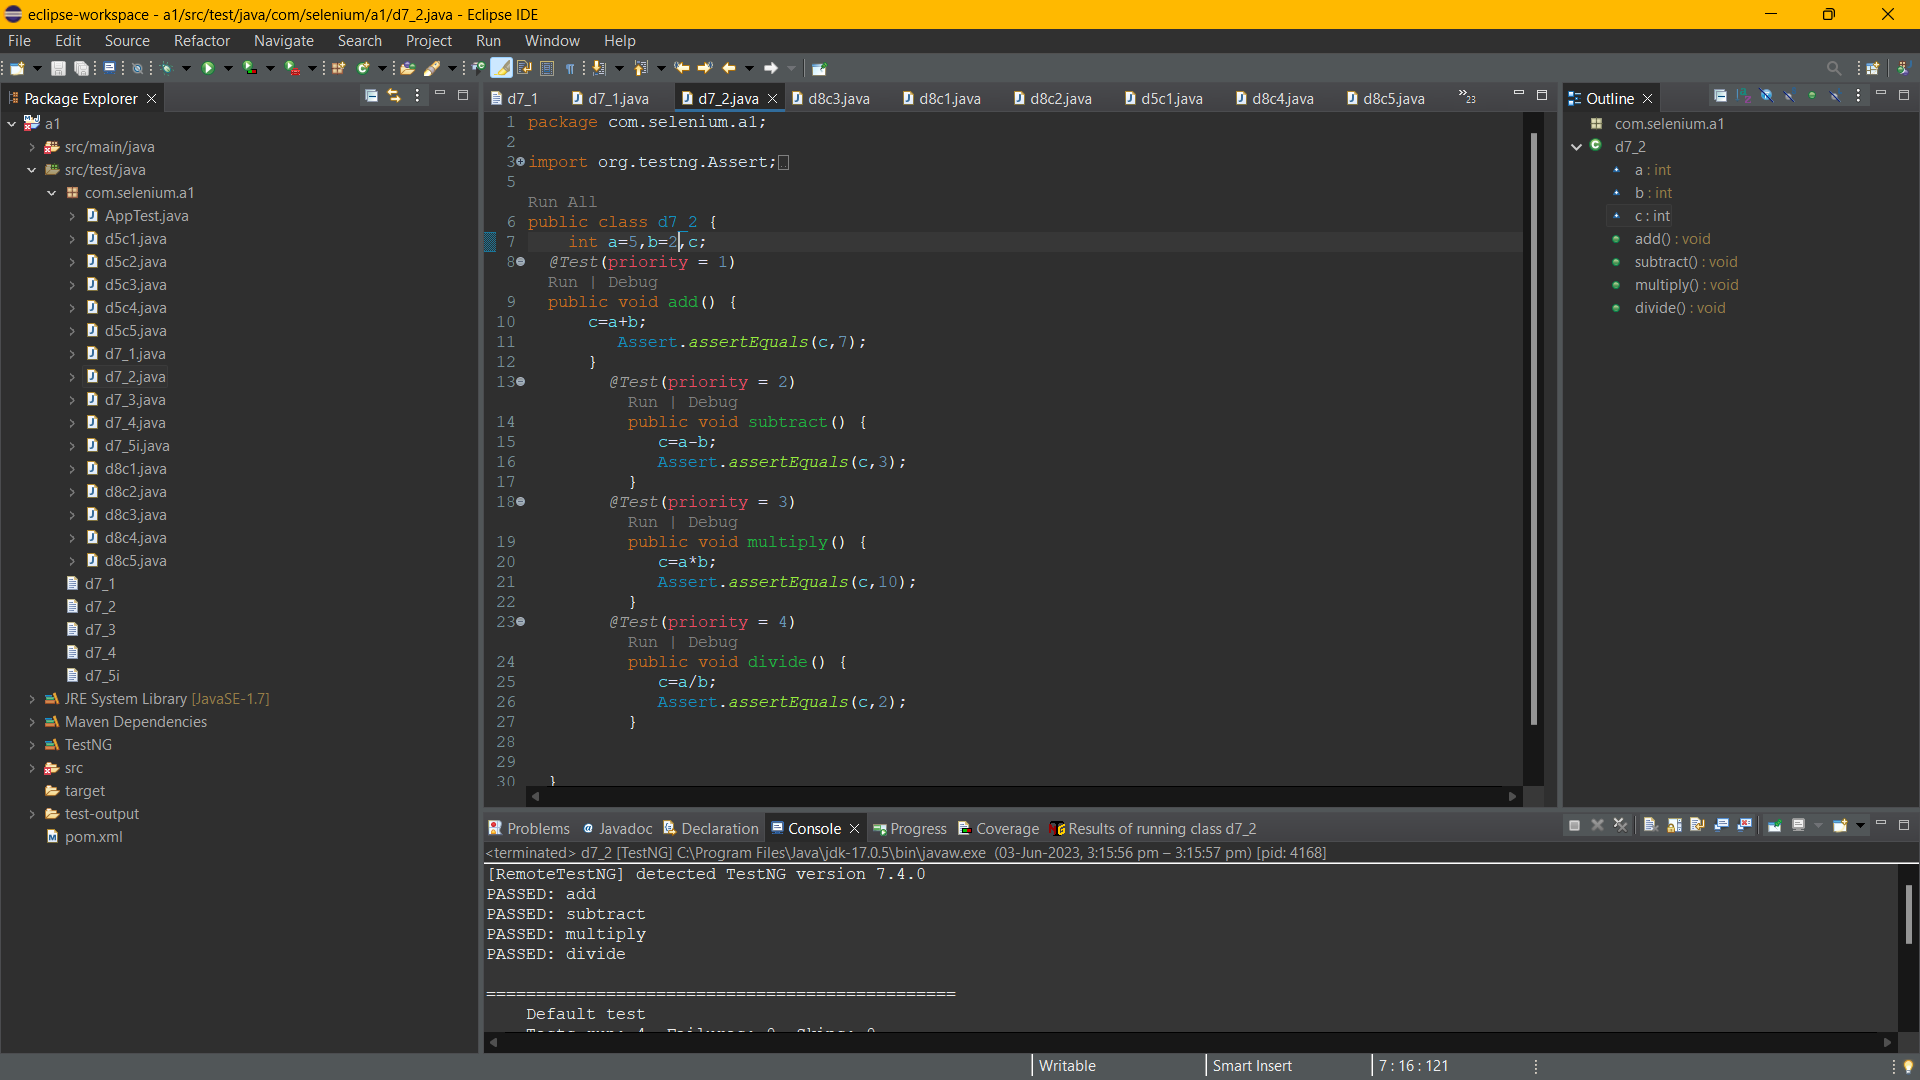 eclipse-workspace - a1/src/test/java/com/selenium/a1/d7_2.java - Eclipse IDE
File Edit Source Refactor Navigate Search Project Run Window Help
Package Explorer
a1
src/main/java
src/test/java
com.selenium.a1
AppTest.java
d5c1.java
d5c2.java
d5c3.java
d5c4.java
d5c5.java
d7_1.java
d7_2.java
d7_3.java
d7_4.java
d7_5i.java
d8c1.java
d8c2.java
d8c3.java
d8c4.java
d8c5.java
d7_1
d7_2
d7_3
d7_4
d7_5i
JRE System Library [JavaSE-1.7]
Maven Dependencies
TestNG
src
target
test-output
pom.xml
d7_1 d7_1.java d7_2.java d8c3.java d8c1.java d8c2.java d5c1.java d8c4.java d8c5.java »23
1 package com.selenium.a1;
2
3 import org.testng.Assert;
5
Run All
6 public class d7_2 {
7 int a=5,b=2,c;
8 @Test(priority = 1)
Run | Debug
9 public void add() {
10 c=a+b;
11 Assert.assertEquals(c,7);
12 }
13 @Test(priority = 2)
Run | Debug
14 public void subtract() {
15 c=a-b;
16 Assert.assertEquals(c,3);
17 }
18 @Test(priority = 3)
Run | Debug
19 public void multiply() {
20 c=a*b;
21 Assert.assertEquals(c,10);
22 }
23 @Test(priority = 4)
Run | Debug
24 public void divide() {
25 c=a/b;
26 Assert.assertEquals(c,2);
27 }
28
29
30 }
Outline
com.selenium.a1
d7_2
a : int
b : int
c : int
add() : void
subtract() : void
multiply() : void
divide() : void
Problems Javadoc Declaration Console Progress Coverage Results of running class d7_2
<terminated> d7_2 [TestNG] C:\Program Files\Java\jdk-17.0.5\bin\javaw.exe (03-Jun-2023, 3:15:56 pm – 3:15:57 pm) [pid: 4168]
[RemoteTestNG] detected TestNG version 7.4.0
PASSED: add
PASSED: subtract
PASSED: multiply
PASSED: divide
===============================================
Default test
Tests run: 4, Failures: 0, Skips: 0
Writable Smart Insert 7 : 16 : 121